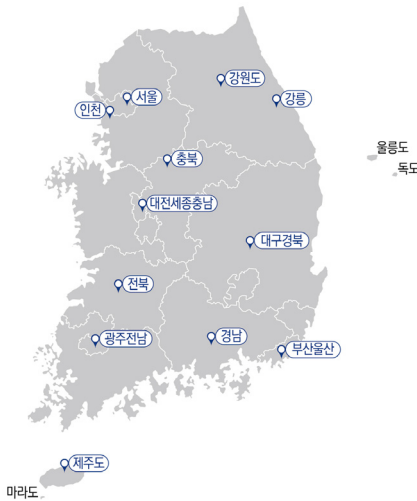 강원도
서울
강릉
인천
울릉도
충북
독도
대전세종충남
대구경북
전북
경남
광주전남
부산울산
제주도
마라도